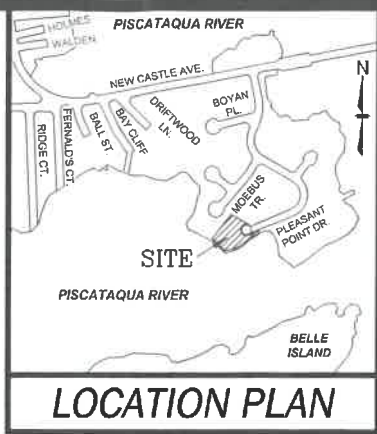 PISCATAQUA RIVER
HOLMES
WALDEN
NEW CASTLE AVE.
N
RIDGE CT.
FERNALD'S CT.
BALL ST.
BAY CLIFF
DRIFTWOOD
LN.
BOYAN
PL.
MOEBUS
TR.
PLEASANT
POINT DR.
SITE
PISCATAQUA RIVER
BELLE
ISLAND
LOCATION PLAN